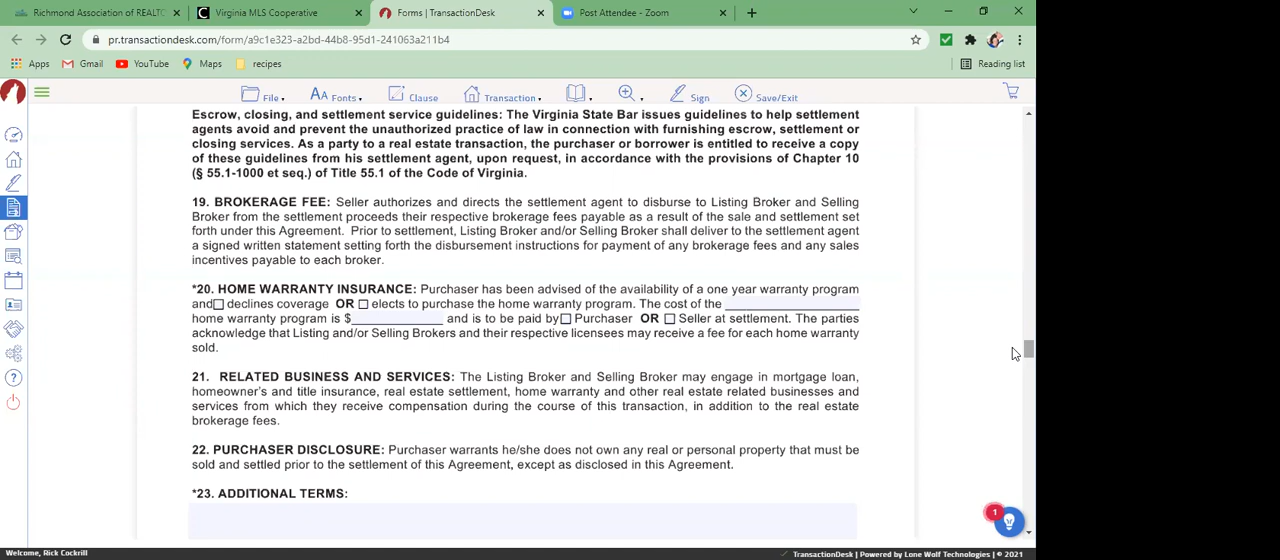 Richmond Association of REALTO
Virginia MLS Cooperative
Forms | TransactionDesk
Post Attendee - Zoom
pr.transactiondesk.com/form/a9c1e323-a2bd-44b8-95d1-241063a211b4
Apps Gmail YouTube Maps recipes Reading list
File Fonts Clause Transaction Sign Save/Exit
Escrow, closing, and settlement service guidelines: The Virginia State Bar issues guidelines to help settlement
agents avoid and prevent the unauthorized practice of law in connection with furnishing escrow, settlement or
closing services. As a party to a real estate transaction, the purchaser or borrower is entitled to receive a copy
of these guidelines from his settlement agent, upon request, in accordance with the provisions of Chapter 10
(§ 55.1-1000 et seq.) of Title 55.1 of the Code of Virginia.
19. BROKERAGE FEE: Seller authorizes and directs the settlement agent to disburse to Listing Broker and Selling
Broker from the settlement proceeds their respective brokerage fees payable as a result of the sale and settlement set
forth under this Agreement. Prior to settlement, Listing Broker and/or Selling Broker shall deliver to the settlement agent
a signed written statement setting forth the disbursement instructions for payment of any brokerage fees and any sales
incentives payable to each broker.
*20. HOME WARRANTY INSURANCE: Purchaser has been advised of the availability of a one year warranty program
and declines coverage OR elects to purchase the home warranty program. The cost of the
home warranty program is $ and is to be paid by Purchaser OR Seller at settlement. The parties
acknowledge that Listing and/or Selling Brokers and their respective licensees may receive a fee for each home warranty
sold.
21. RELATED BUSINESS AND SERVICES: The Listing Broker and Selling Broker may engage in mortgage loan,
homeowner's and title insurance, real estate settlement, home warranty and other real estate related businesses and
services from which they receive compensation during the course of this transaction, in addition to the real estate
brokerage fees.
22. PURCHASER DISCLOSURE: Purchaser warrants he/she does not own any real or personal property that must be
sold and settled prior to the settlement of this Agreement, except as disclosed in this Agreement.
*23. ADDITIONAL TERMS:
1
Welcome, Rick Cockrill
TransactionDesk | Powered by Lone Wolf Technologies | © 2021